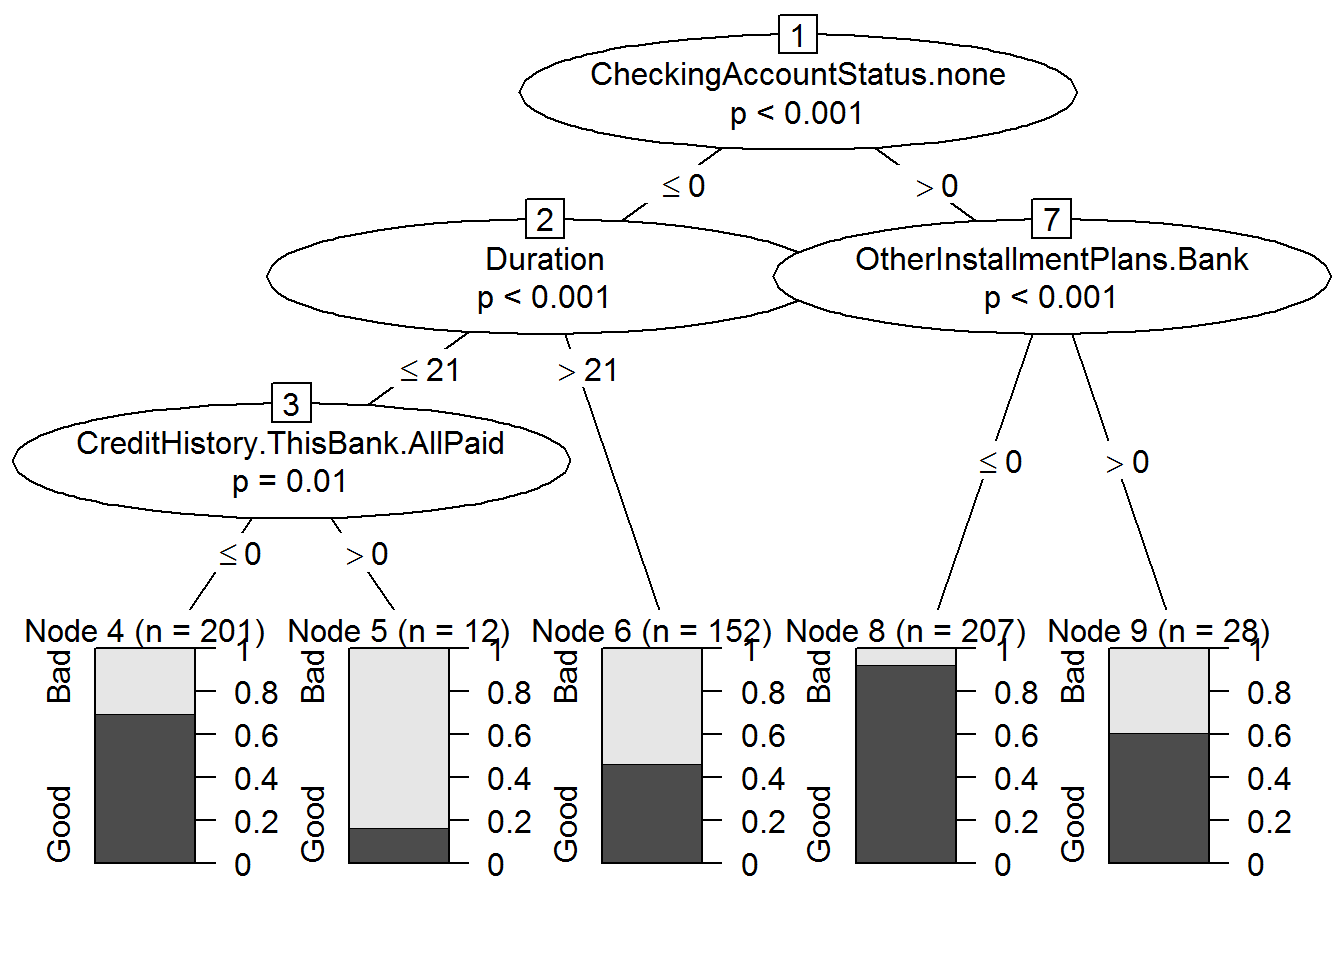 1
CheckingAccountStatus.none
p < 0.001
≤ 0
> 0
2
Duration
p < 0.001
7
OtherInstallmentPlans.Bank
p < 0.001
≤ 21
> 21
3
CreditHistory.ThisBank.AllPaid
p = 0.01
≤ 0
> 0
≤ 0
> 0
Node 4 (n = 201)
Bad
Good
1
0.8
0.6
0.4
0.2
0
Node 5 (n = 12)
Bad
Good
1
0.8
0.6
0.4
0.2
0
Node 6 (n = 152)
Bad
Good
1
0.8
0.6
0.4
0.2
0
Node 8 (n = 207)
Bad
Good
1
0.8
0.6
0.4
0.2
0
Node 9 (n = 28)
Bad
Good
1
0.8
0.6
0.4
0.2
0